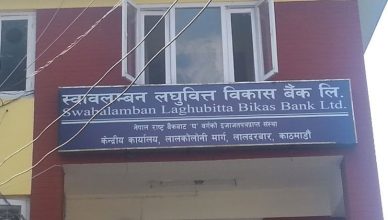 स्वावलम्बन लघुवित्त विकास बैंक लि.
Swabalamban Laghubitta Bikas Bank Ltd.
नेपाल राष्ट्र बैंकबाट 'घ' वर्गको इजाजतपत्रप्राप्त संस्था
केन्द्रीय कार्यालय, लालकोलोनी मार्ग, लालदरबार, काठमाडौं